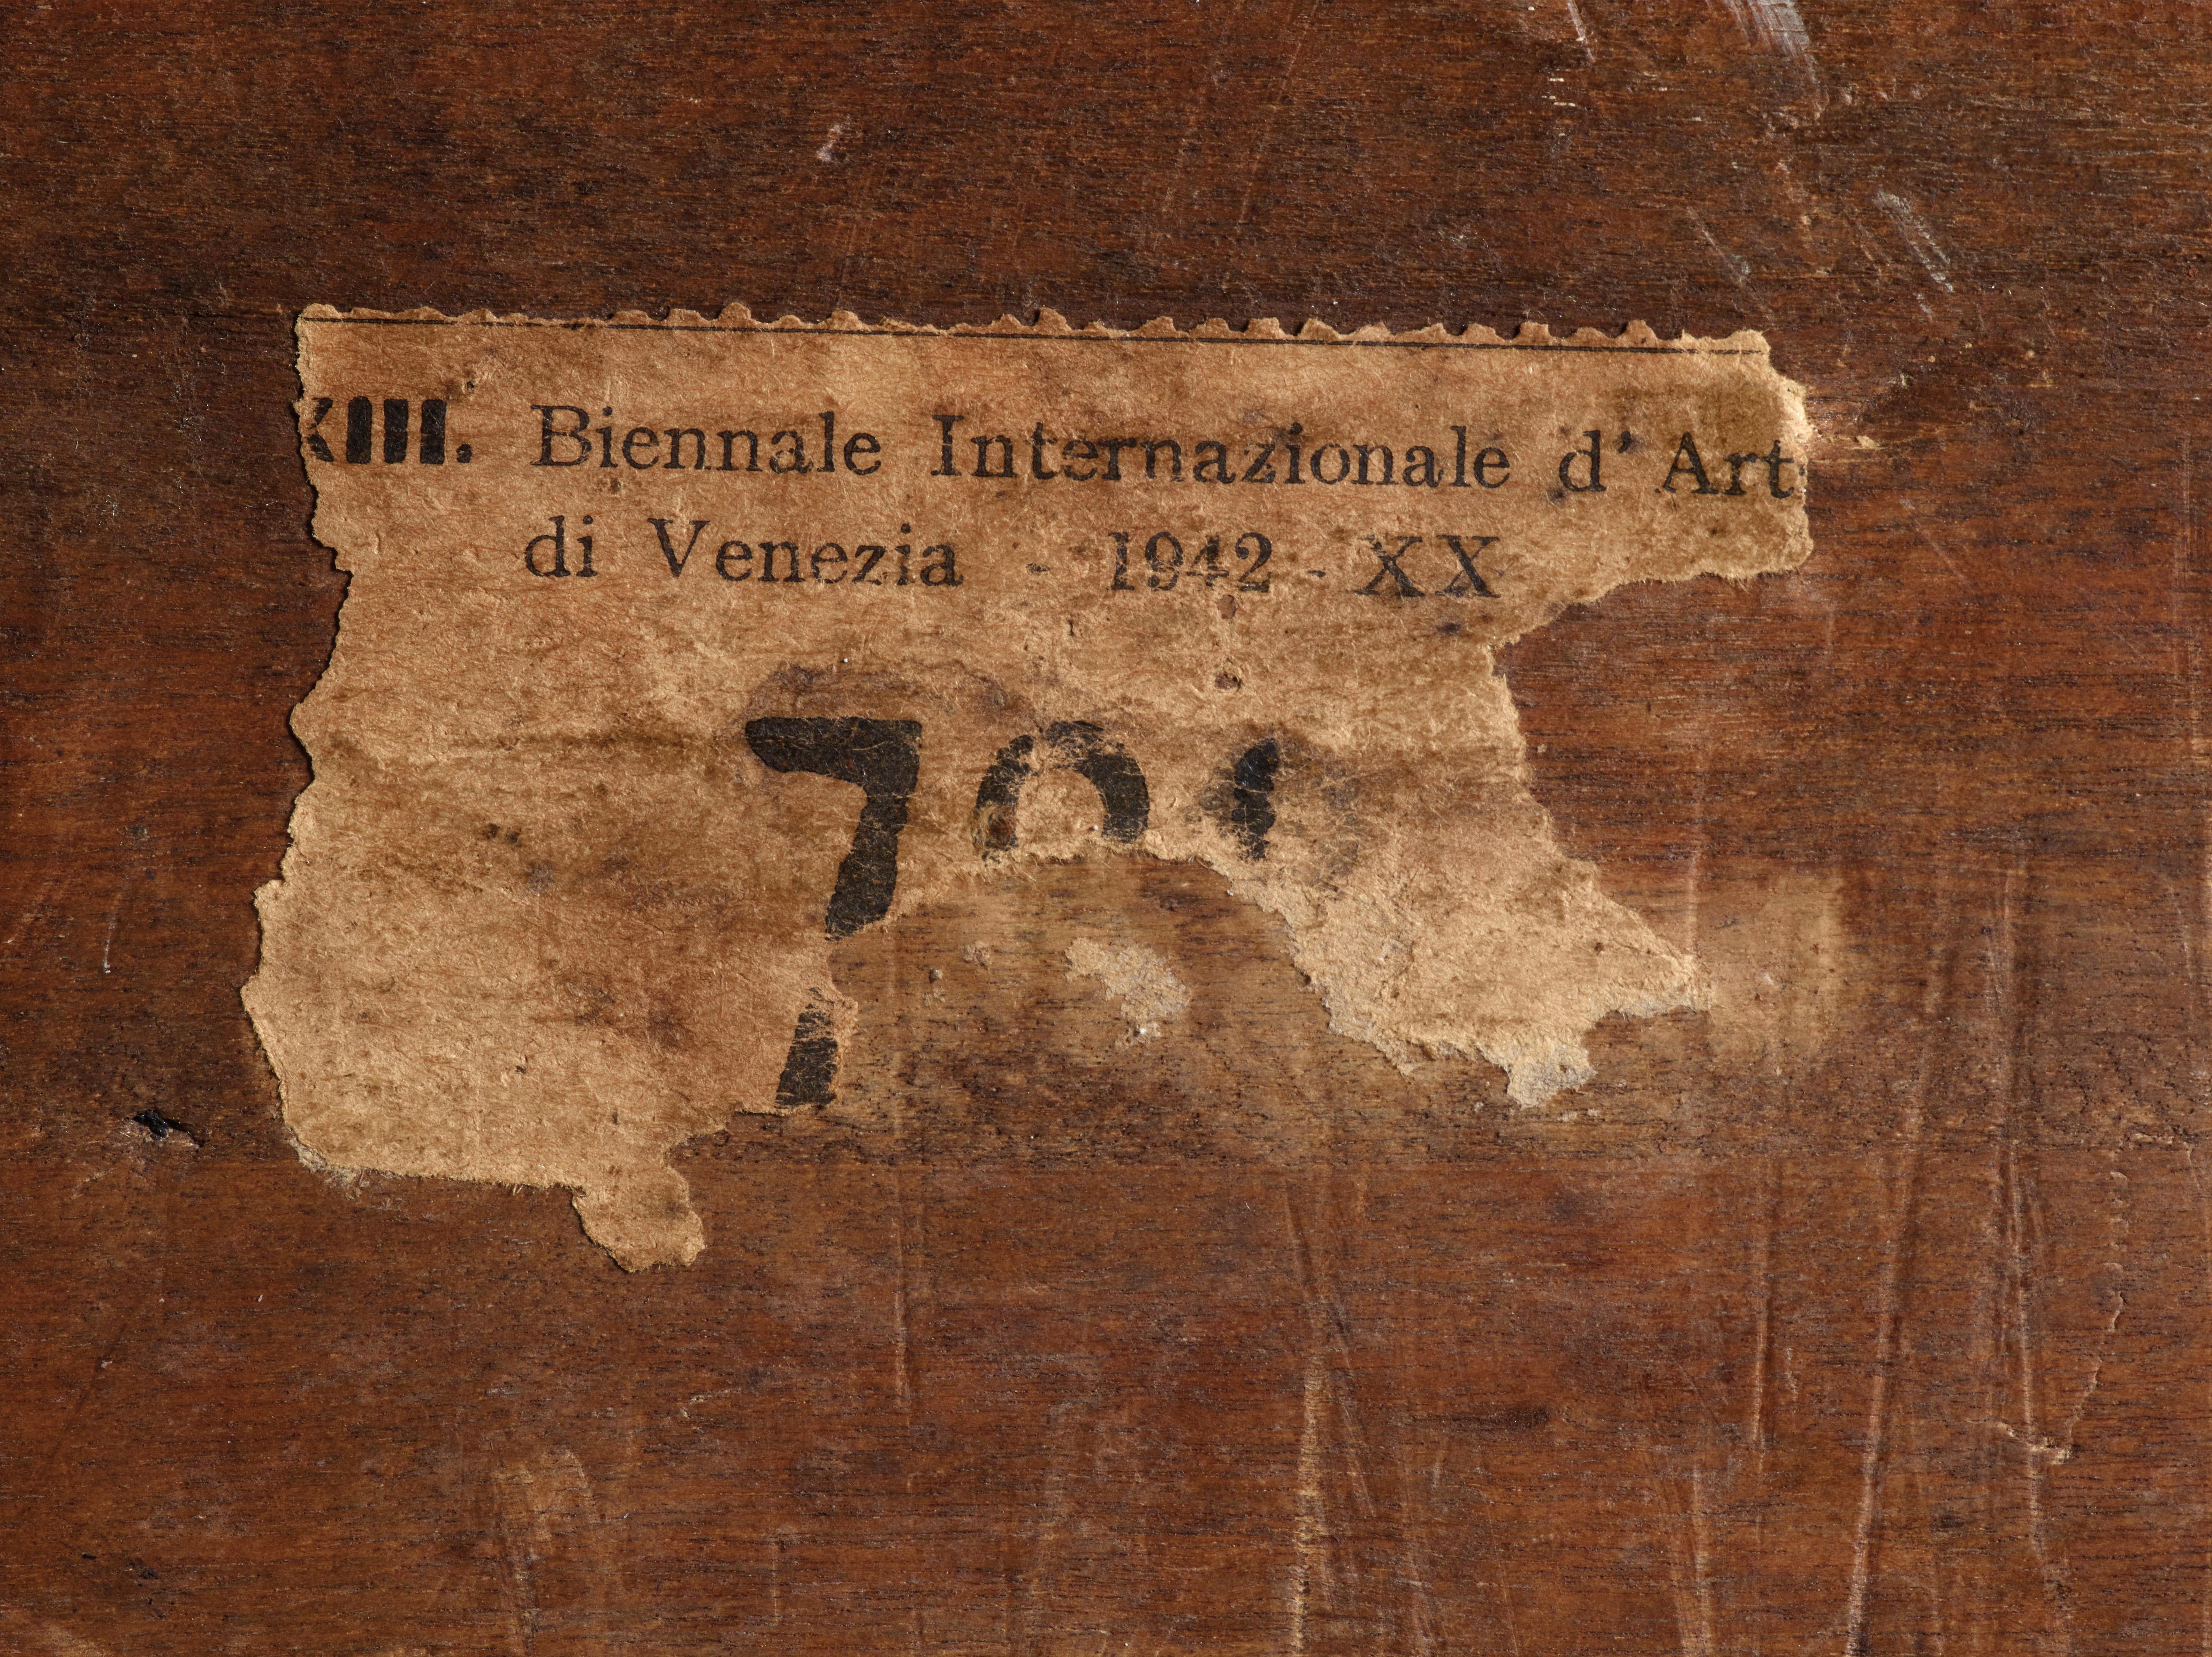 XIII. Biennale Internazionale d' Art
di Venezia - 1942 - XX